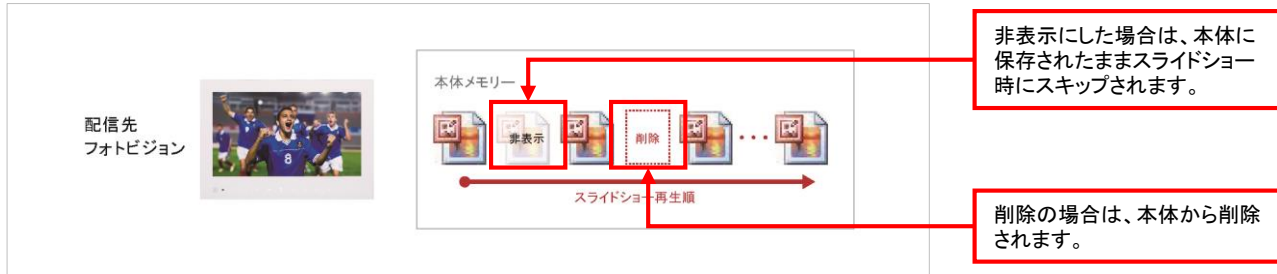 非表示にした場合は、本体に
保存されたままスライドショー
時にスキップされます。
本体メモリー
配信先
フォトビジョン
8
非表示
削除
・・・
スライドショー再生順
削除の場合は、本体から削除
されます。